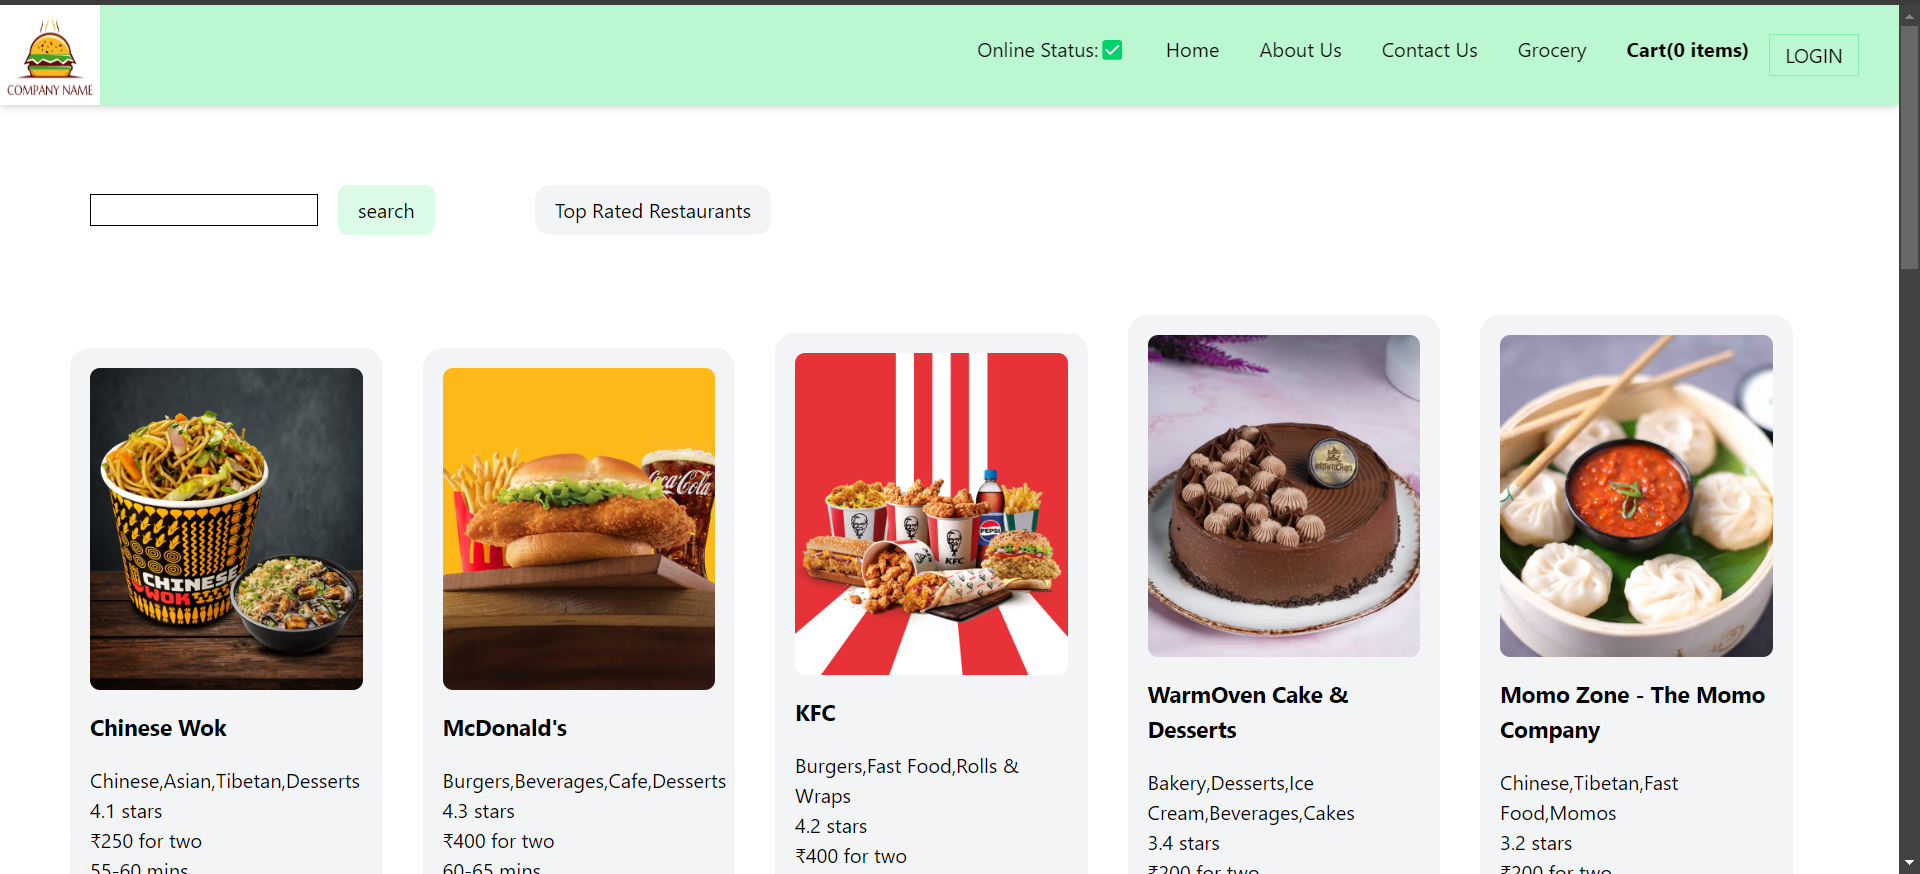 COMPANY NAME
Online Status: ✅ Home About Us Contact Us Grocery Cart(0 items) LOGIN
search Top Rated Restaurants
CHINESE
WOK
Chinese Wok
Chinese,Asian,Tibetan,Desserts
4.1 stars
₹250 for two
55-60 mins
Coca-Cola
McDonald's
Burgers,Beverages,Cafe,Desserts
4.3 stars
₹400 for two
60-65 mins
PEPSI
KFC
KFC
Burgers,Fast Food,Rolls &
Wraps
4.2 stars
₹400 for two
WarmOven Cake &
Desserts
Bakery,Desserts,Ice
Cream,Beverages,Cakes
3.4 stars
₹200 for two
Momo Zone - The Momo
Company
Chinese,Tibetan,Fast
Food,Momos
3.2 stars
₹200 for two